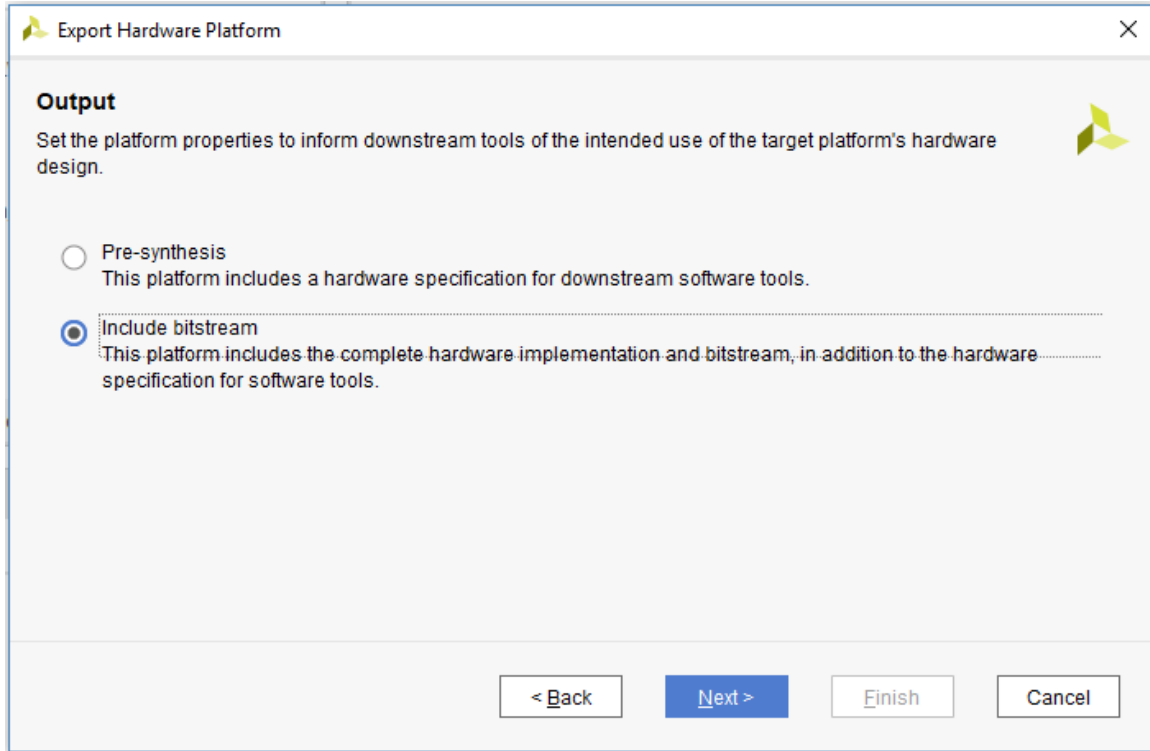 Export Hardware Platform
Output
Set the platform properties to inform downstream tools of the intended use of the target platform's hardware
design.
Pre-synthesis
This platform includes a hardware specification for downstream software tools.
Include bitstream
This platform includes the complete hardware implementation and bitstream, in addition to the hardware
specification for software tools.
< Back
Next >
Finish
Cancel